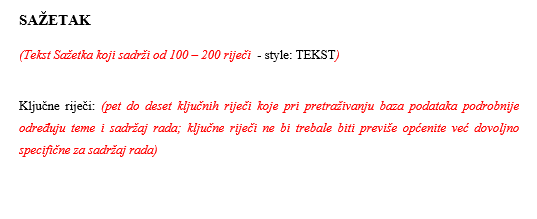 SAŽETAK
(Tekst Sažetka koji sadrži od 100 – 200 riječi - style: TEKST)
Ključne riječi: (pet do deset ključnih riječi koje pri pretraživanju baza podataka podrobnije
određuju teme i sadržaj rada; ključne riječi ne bi trebale biti previše općenite već dovoljno
specifične za sadržaj rada)